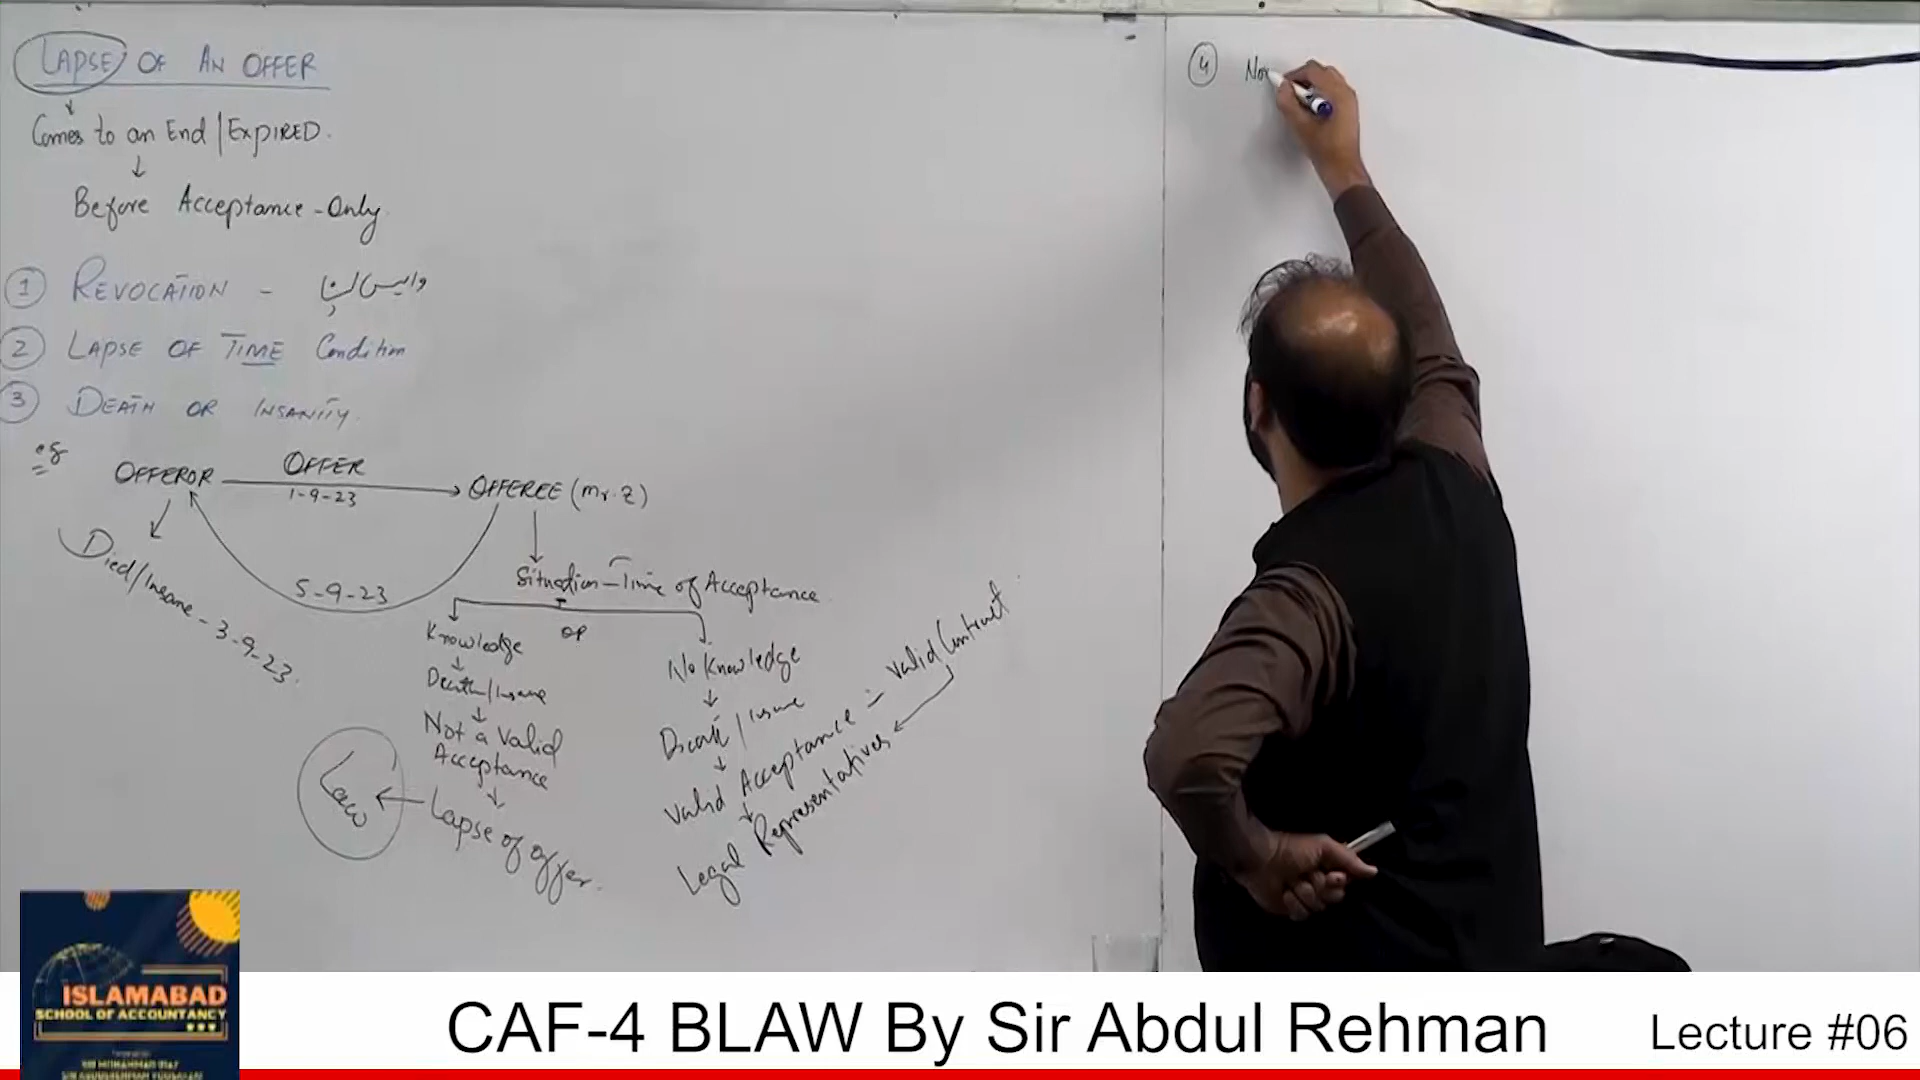 LAPSE OF AN OFFER
Comes to an End / EXPIRED.
Before Acceptance - Only
1 REVOCATION - واپس لینا
2 LAPSE OF TIME Condition
3 DEATH OR INSANITY.
eg
OFFEROR
OFFER
1-9-23
OFFEREE (Mr. Z)
Died/Insane - 3-9-23.
5-9-23
Situation - Time of Acceptance
OR
Knowledge
Death/Insane
Not a Valid
Acceptance
Lapse of offer.
Law
No Knowledge
Death/Insane
Valid Acceptance = Valid Contract
Legal Representatives
4 No
ISLAMABAD
SCHOOL OF ACCOUNTANCY
CAF-4 BLAW By Sir Abdul Rehman
Lecture #06